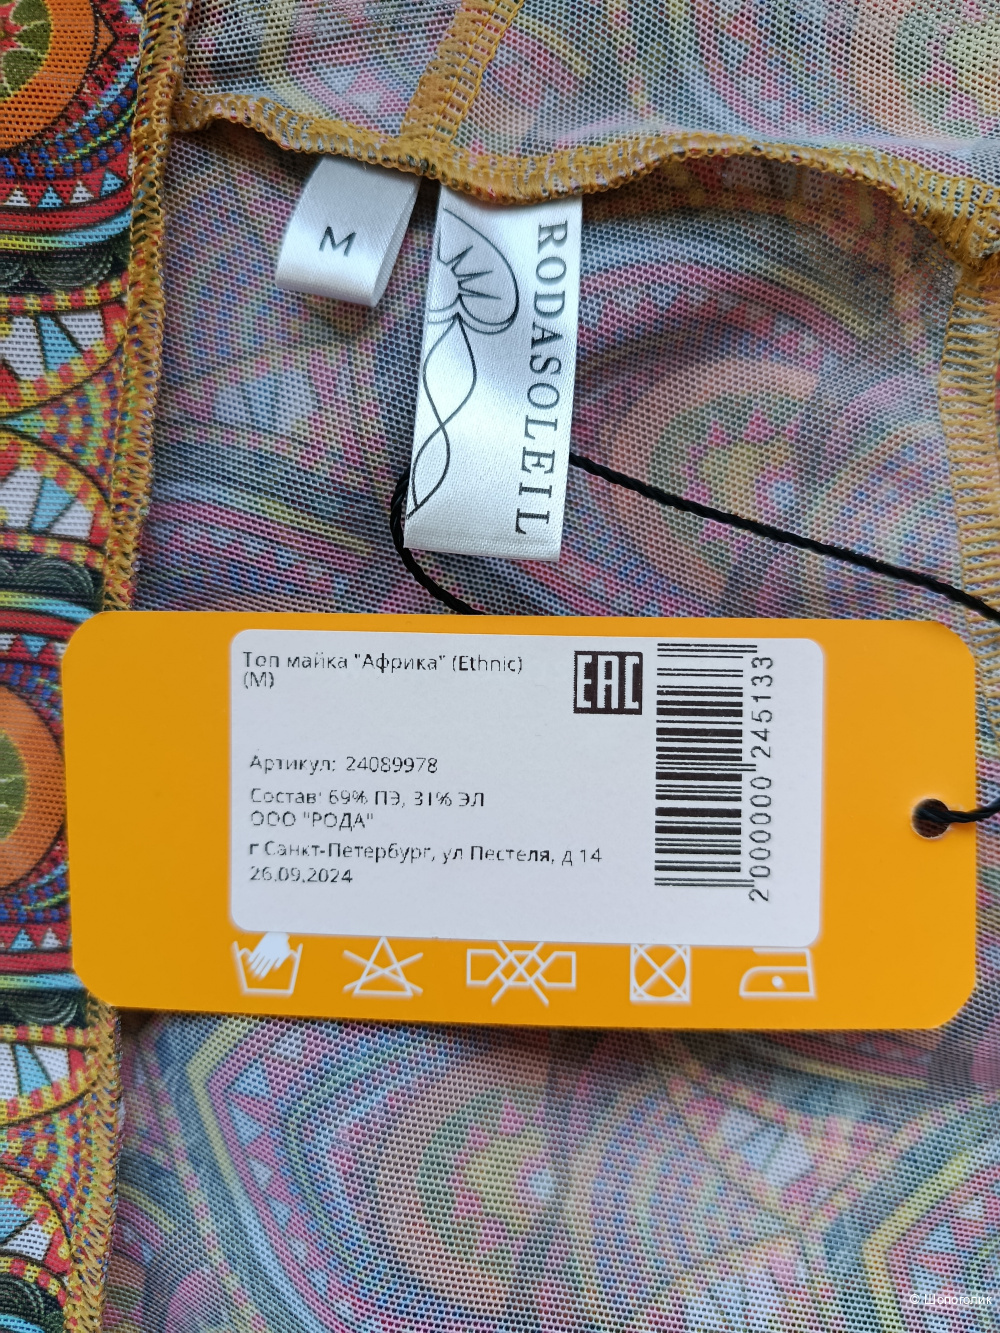 M
RODASOLEIL
Топ майка "Африка" (Ethnic)
(M)
EAC
Артикул: 24089978
Состав: 69% ПЭ, 31% ЭЛ
ООО "РОДА"
г Санкт-Петербург, ул Пестеля, д 14
26.09.2024
2000000245133
© Шопоголик